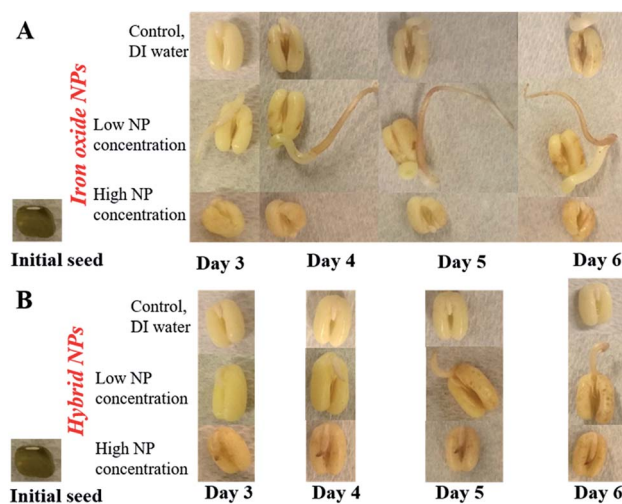 A
Control,
DI water
Iron oxide NPs
Low NP
concentration
High NP
concentration
Initial seed
Day 3
Day 4
Day 5
Day 6
B
Control,
DI water
Hybrid NPs
Low NP
concentration
High NP
concentration
Initial seed
Day 3
Day 4
Day 5
Day 6